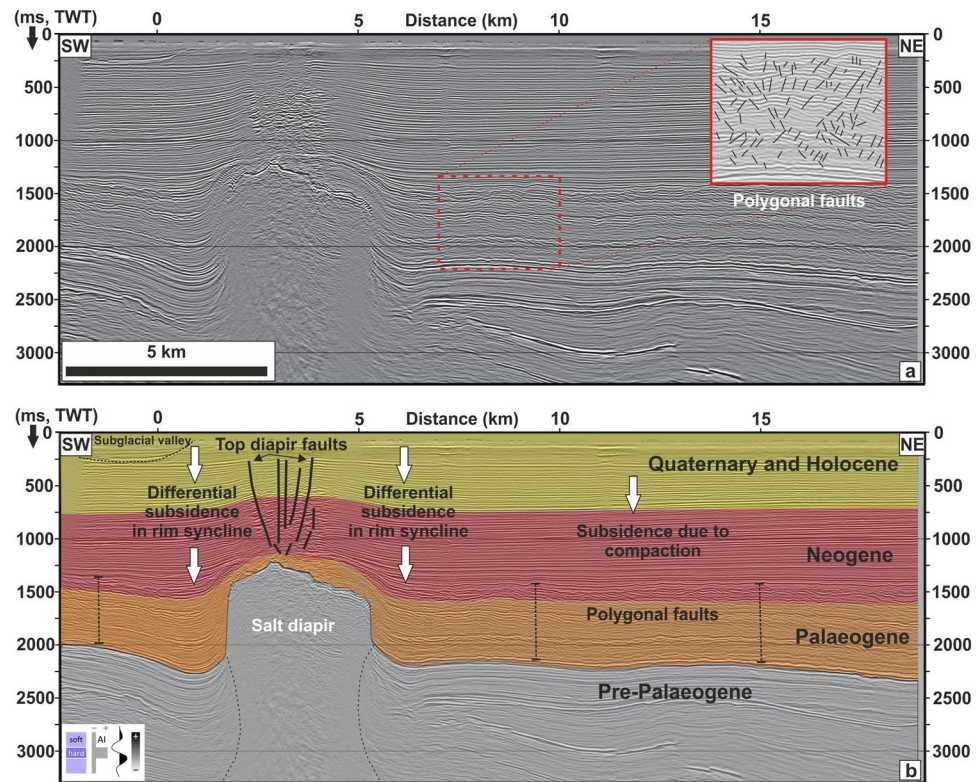 (ms, TWT) 0 5 Distance (km) 10 15
0 SW NE 0
500 500
1000 1000
1500 1500
Polygonal faults
2000 2000
2500 2500
3000 3000
5 km
a
(ms, TWT) 0 5 Distance (km) 10 15
0 SW NE 0
Subglacial valley
Top diapir faults
Quaternary and Holocene
500 500
Differential
subsidence
in rim syncline
Differential
subsidence
in rim syncline
Subsidence due to
compaction
1000 1000
Neogene
1500 1500
Polygonal faults
Salt diapir
Palaeogene
2000 2000
Pre-Palaeogene
2500 2500
3000 3000
soft
hard
- +
AI
+
-
b